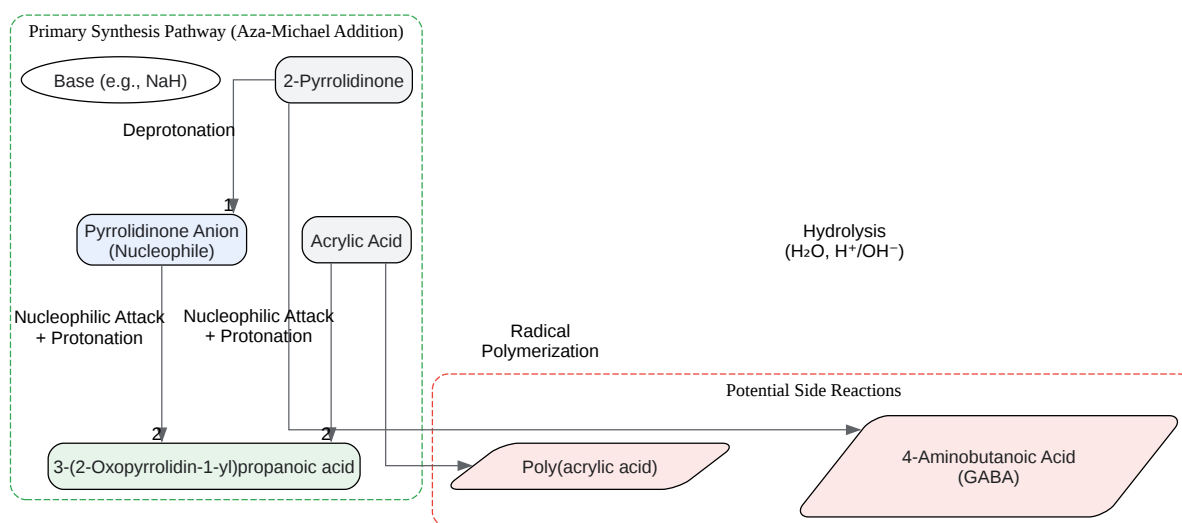 Primary Synthesis Pathway (Aza-Michael Addition)
Base (e.g., NaH)
2-Pyrrolidinone
Deprotonation
1
Pyrrolidinone Anion
(Nucleophile)
Acrylic Acid
Hydrolysis
(H₂O, H⁺/OH⁻)
Nucleophilic Attack
+ Protonation
Nucleophilic Attack
+ Protonation
Radical
Polymerization
Potential Side Reactions
2
2
3-(2-Oxopyrrolidin-1-yl)propanoic acid
Poly(acrylic acid)
4-Aminobutanoic Acid
(GABA)